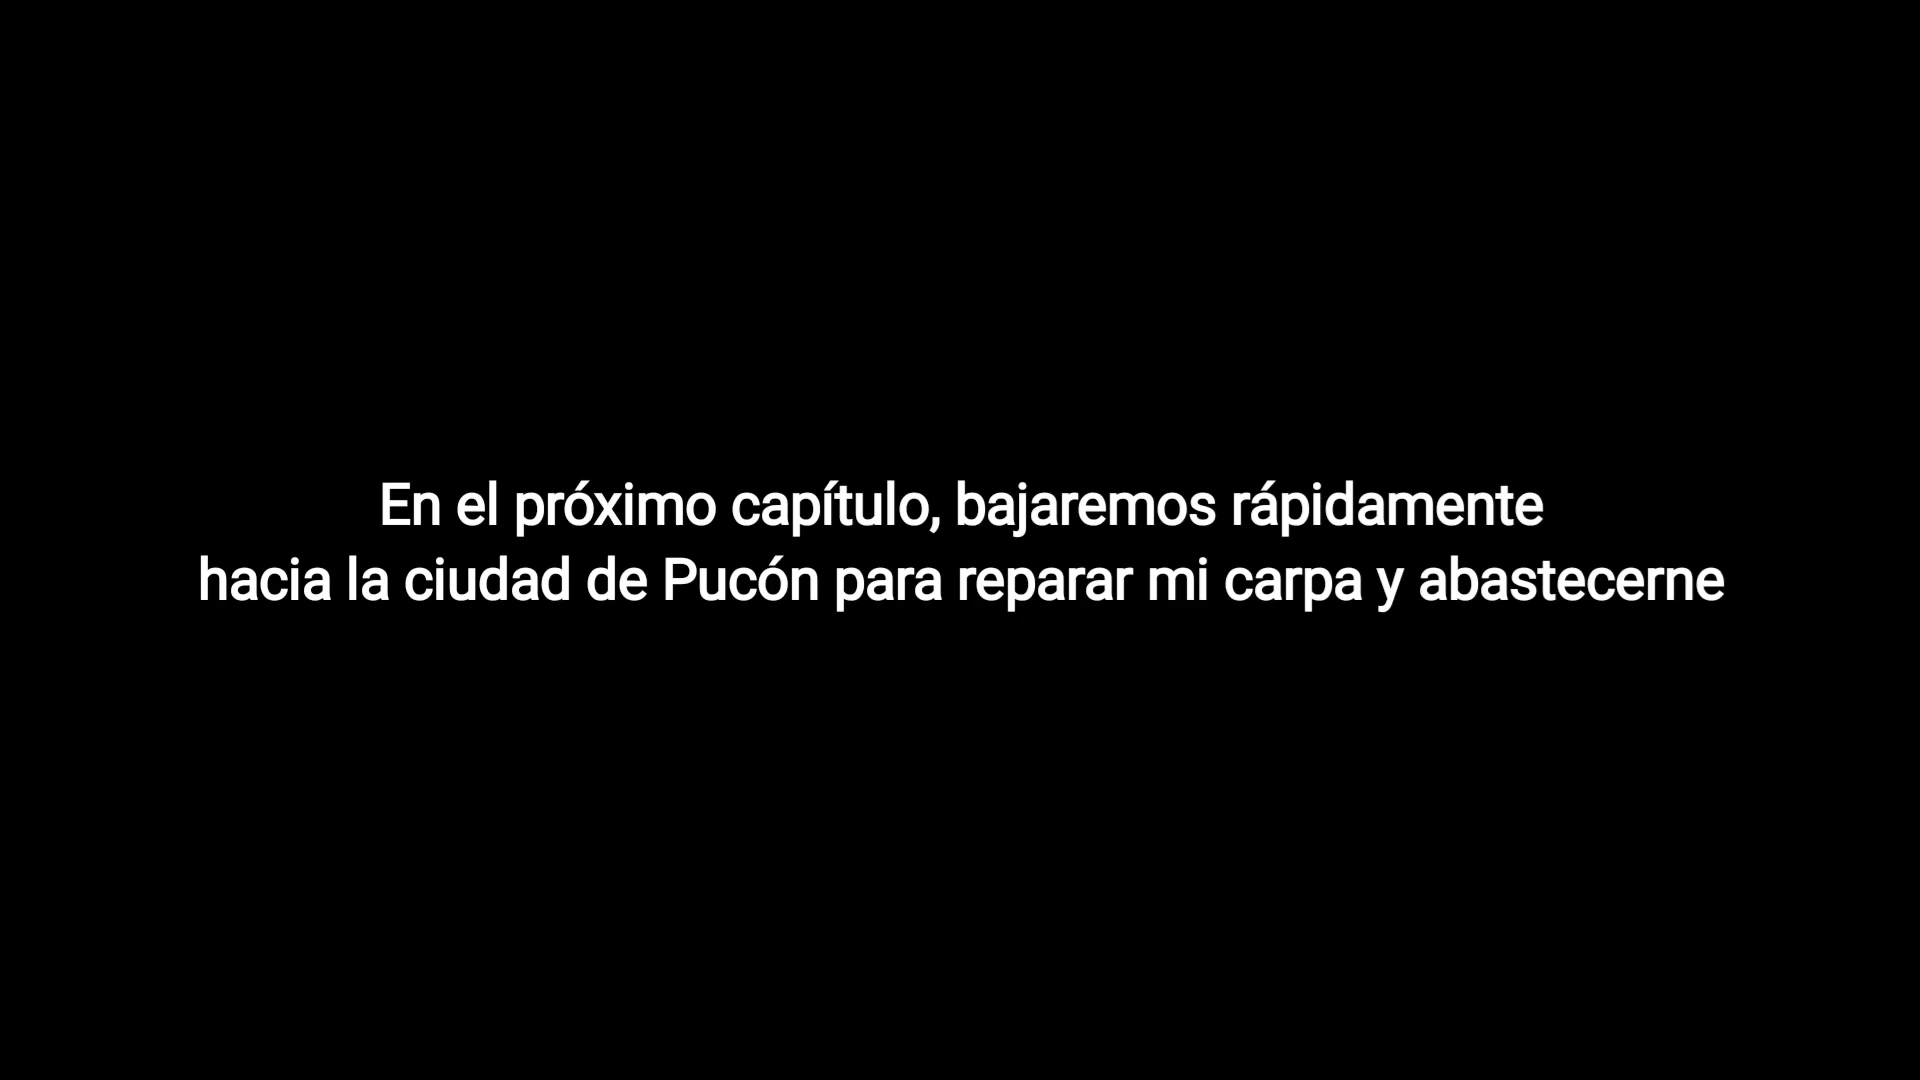 En el próximo capítulo, bajaremos rápidamente
hacia la ciudad de Pucón para reparar mi carpa y abastecerne